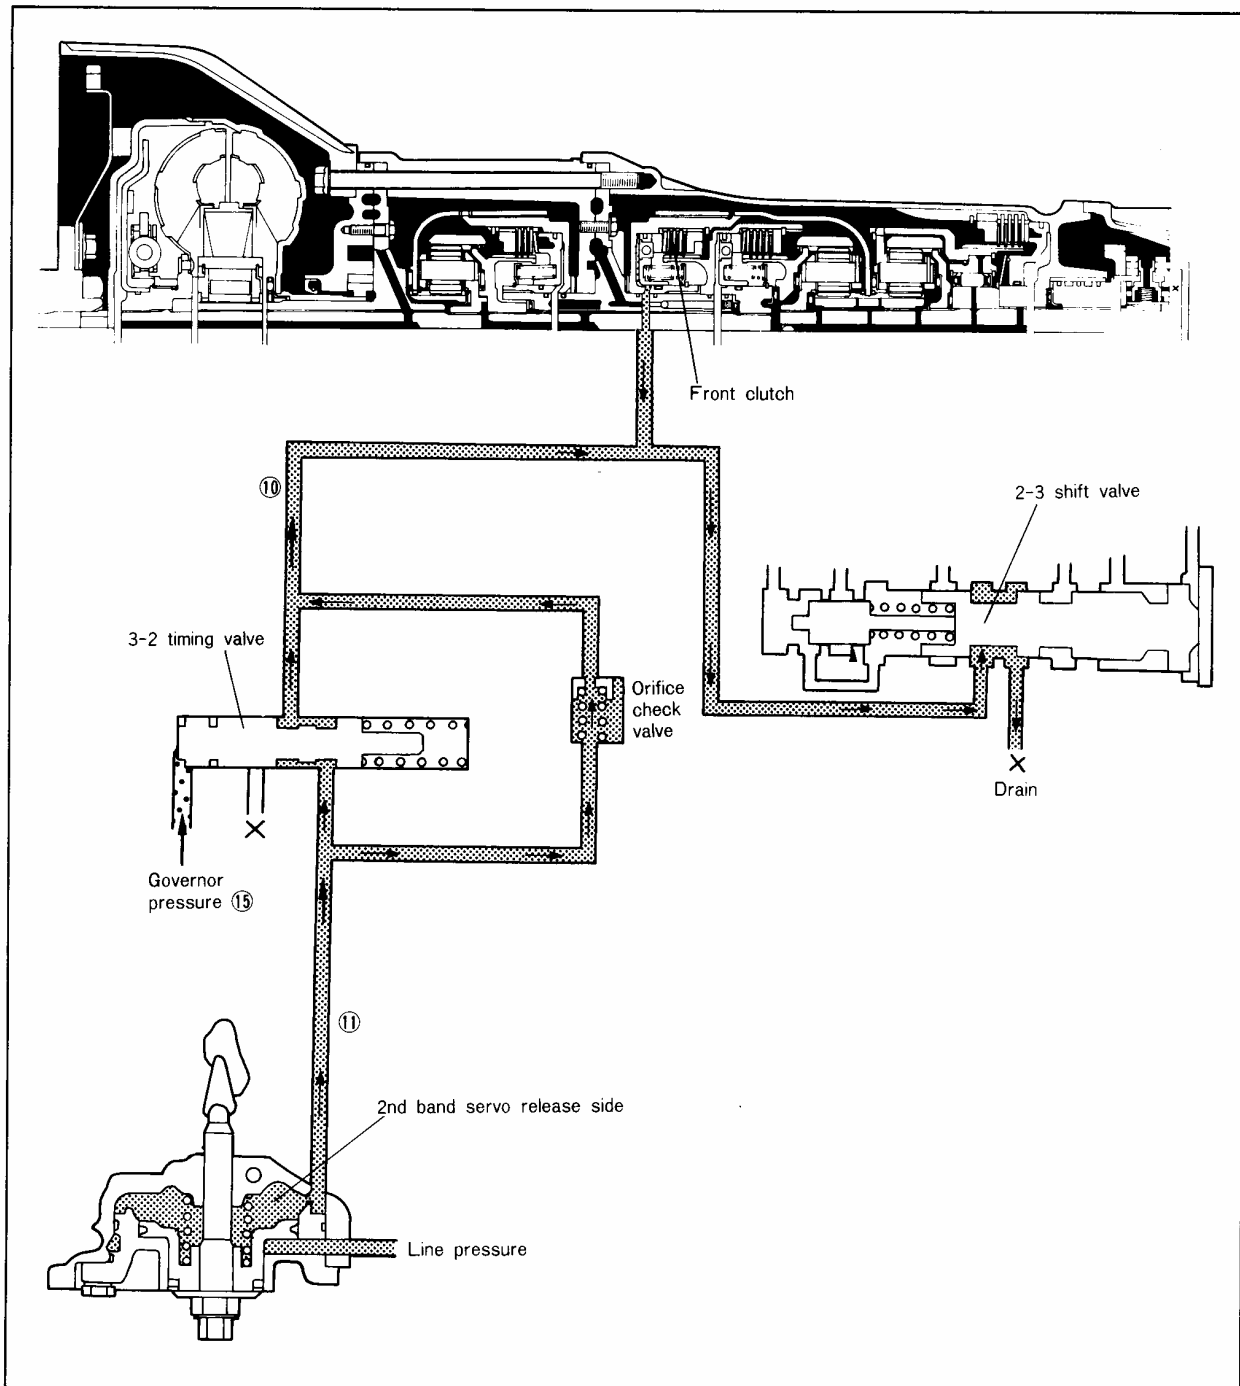 Front clutch
⑩
2-3 shift valve
3-2 timing valve
Orifice
check
valve
Drain
Governor
pressure ⑮
⑪
2nd band servo release side
Line pressure